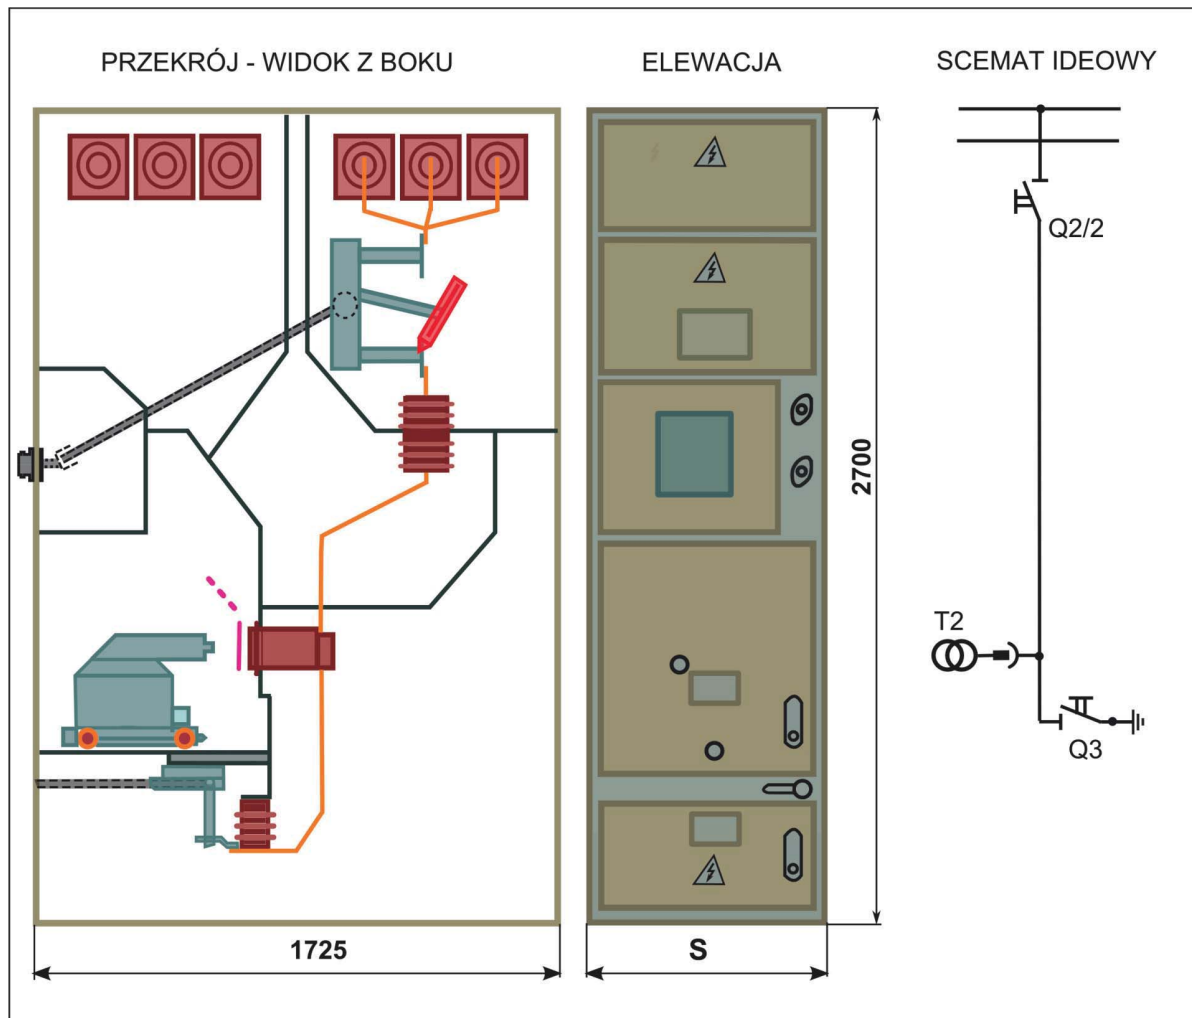 PRZEKRÓJ - WIDOK Z BOKU
ELEWACJA
SCEMAT IDEOWY
Q2/2
2700
T2
Q3
1725
S